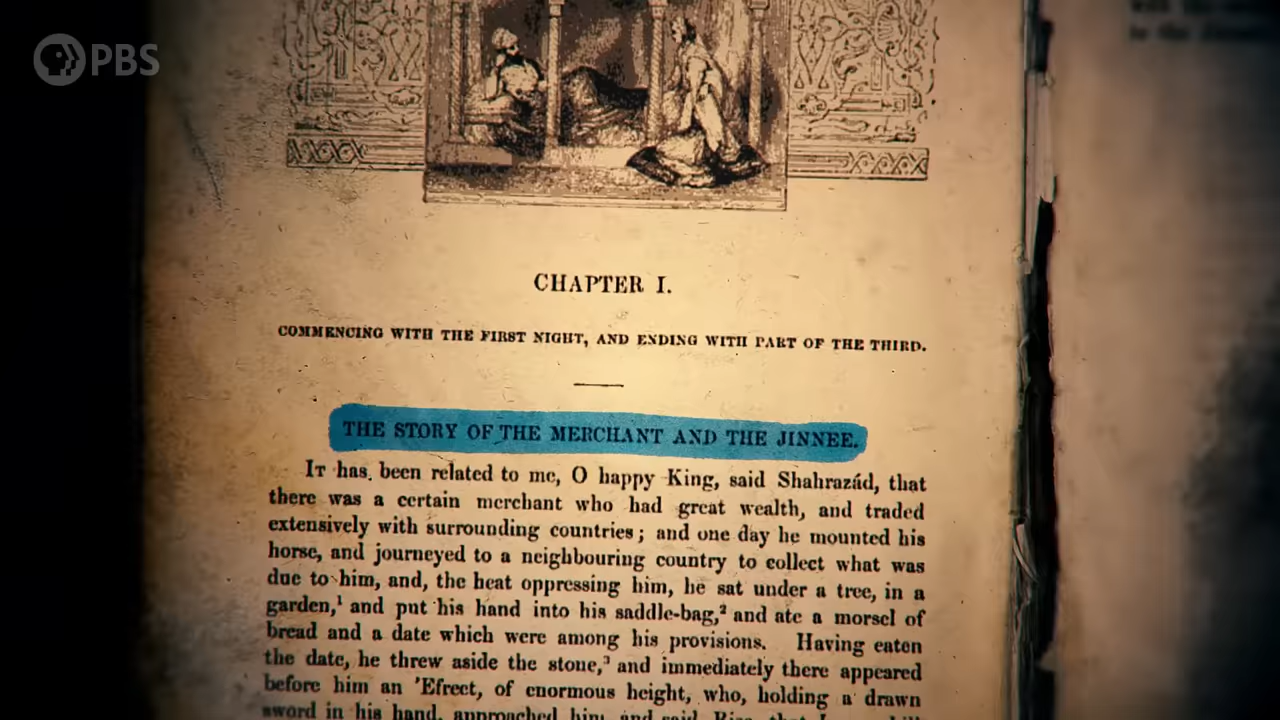 PBS
CHAPTER I.
COMMENCING WITH THE FIRST NIGHT, AND ENDING WITH PART OF THE THIRD.
THE STORY OF THE MERCHANT AND THE JINNEE.
IT has been related to me, O happy King, said Shahrazád, that
there was a certain merchant who had great wealth, and traded
extensively with surrounding countries; and one day he mounted his
horse, and journeyed to a neighbouring country to collect what was
due to him, and, the heat oppressing him, he sat under a tree, in a
garden,¹ and put his hand into his saddle-bag,² and ate a morsel of
bread and a date which were among his provisions. Having eaten
the date, he threw aside the stone,³ and immediately there appeared
before him an 'Efreet, of enormous height, who, holding a drawn
sword in his hand, approached him, and said, Rise, that I